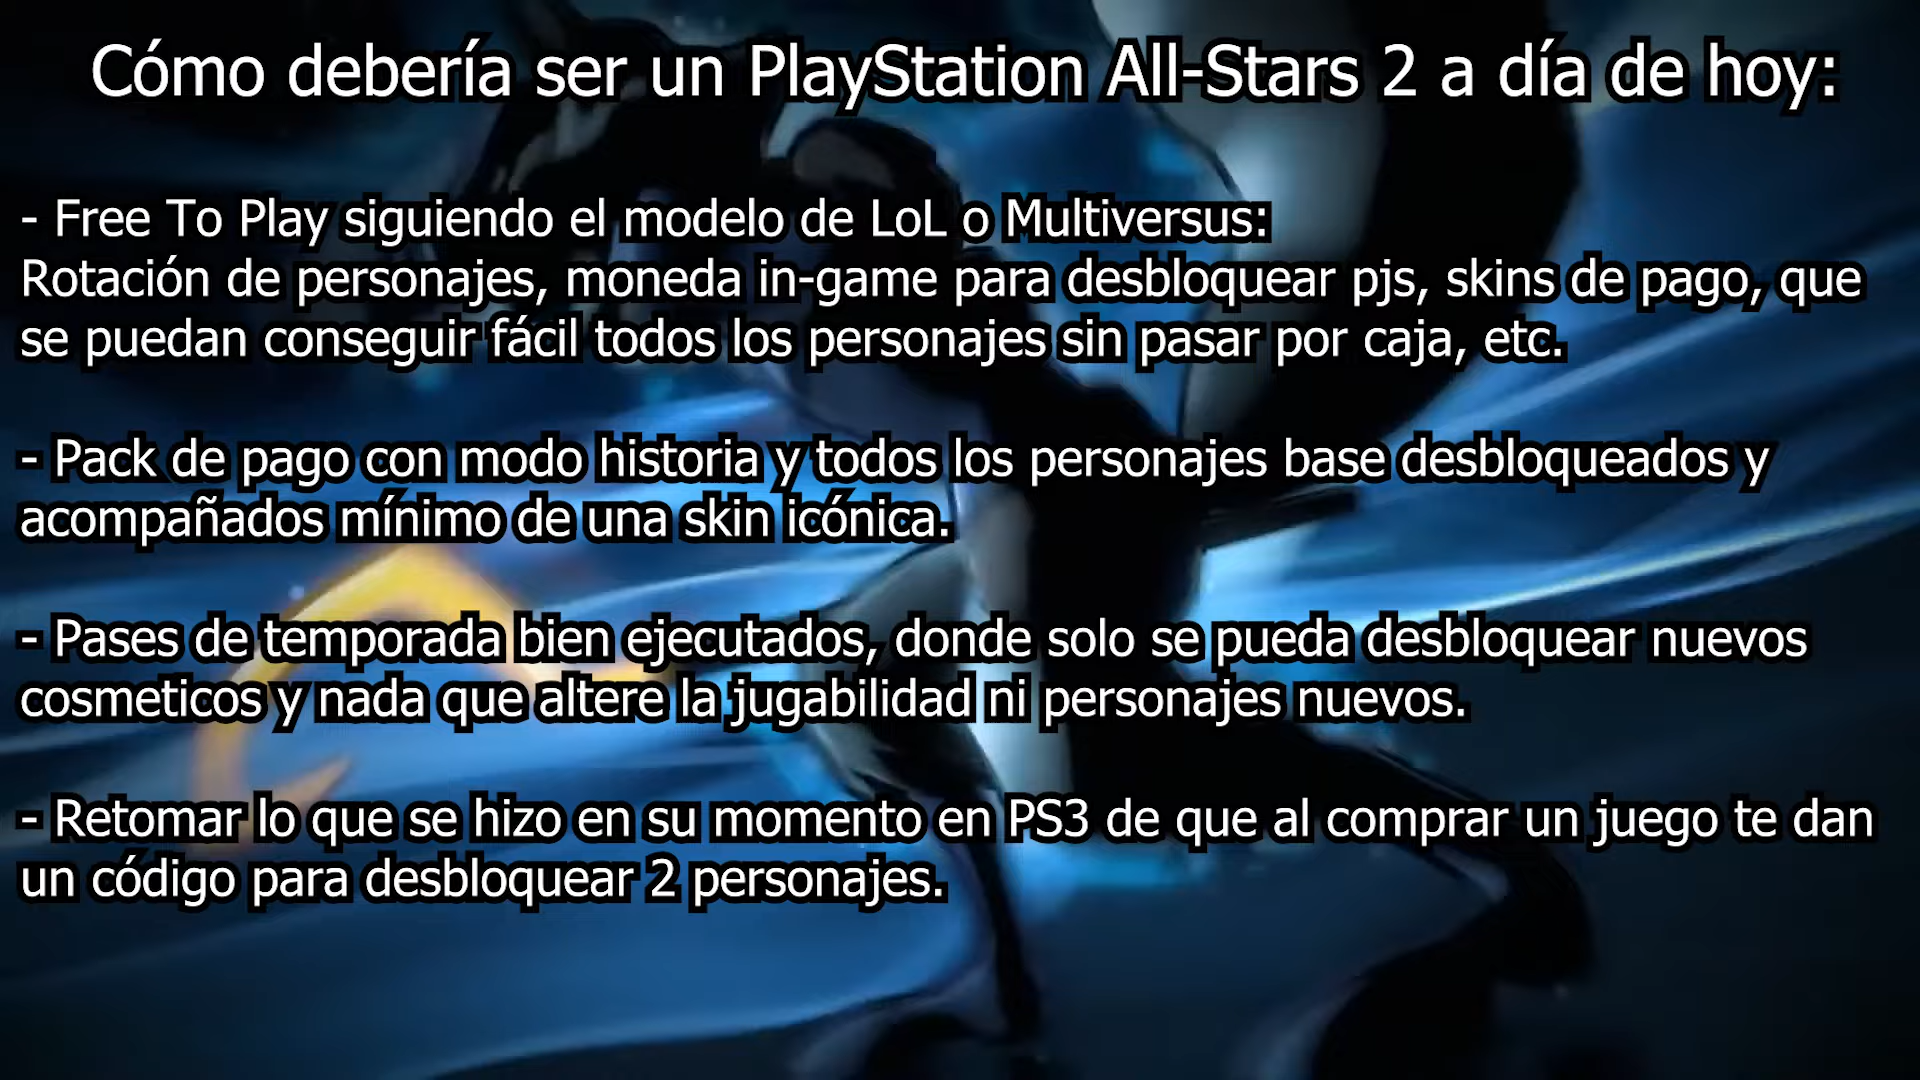 Cómo debería ser un PlayStation All-Stars 2 a día de hoy:
- Free To Play siguiendo el modelo de LoL o Multiversus:
Rotación de personajes, moneda in-game para desbloquear pjs, skins de pago, que
se puedan conseguir fácil todos los personajes sin pasar por caja, etc.
- Pack de pago con modo historia y todos los personajes base desbloqueados y
acompañados mínimo de una skin icónica.
- Pases de temporada bien ejecutados, donde solo se pueda desbloquear nuevos
cosmeticos y nada que altere la jugabilidad ni personajes nuevos.
- Retomar lo que se hizo en su momento en PS3 de que al comprar un juego te dan
un código para desbloquear 2 personajes.